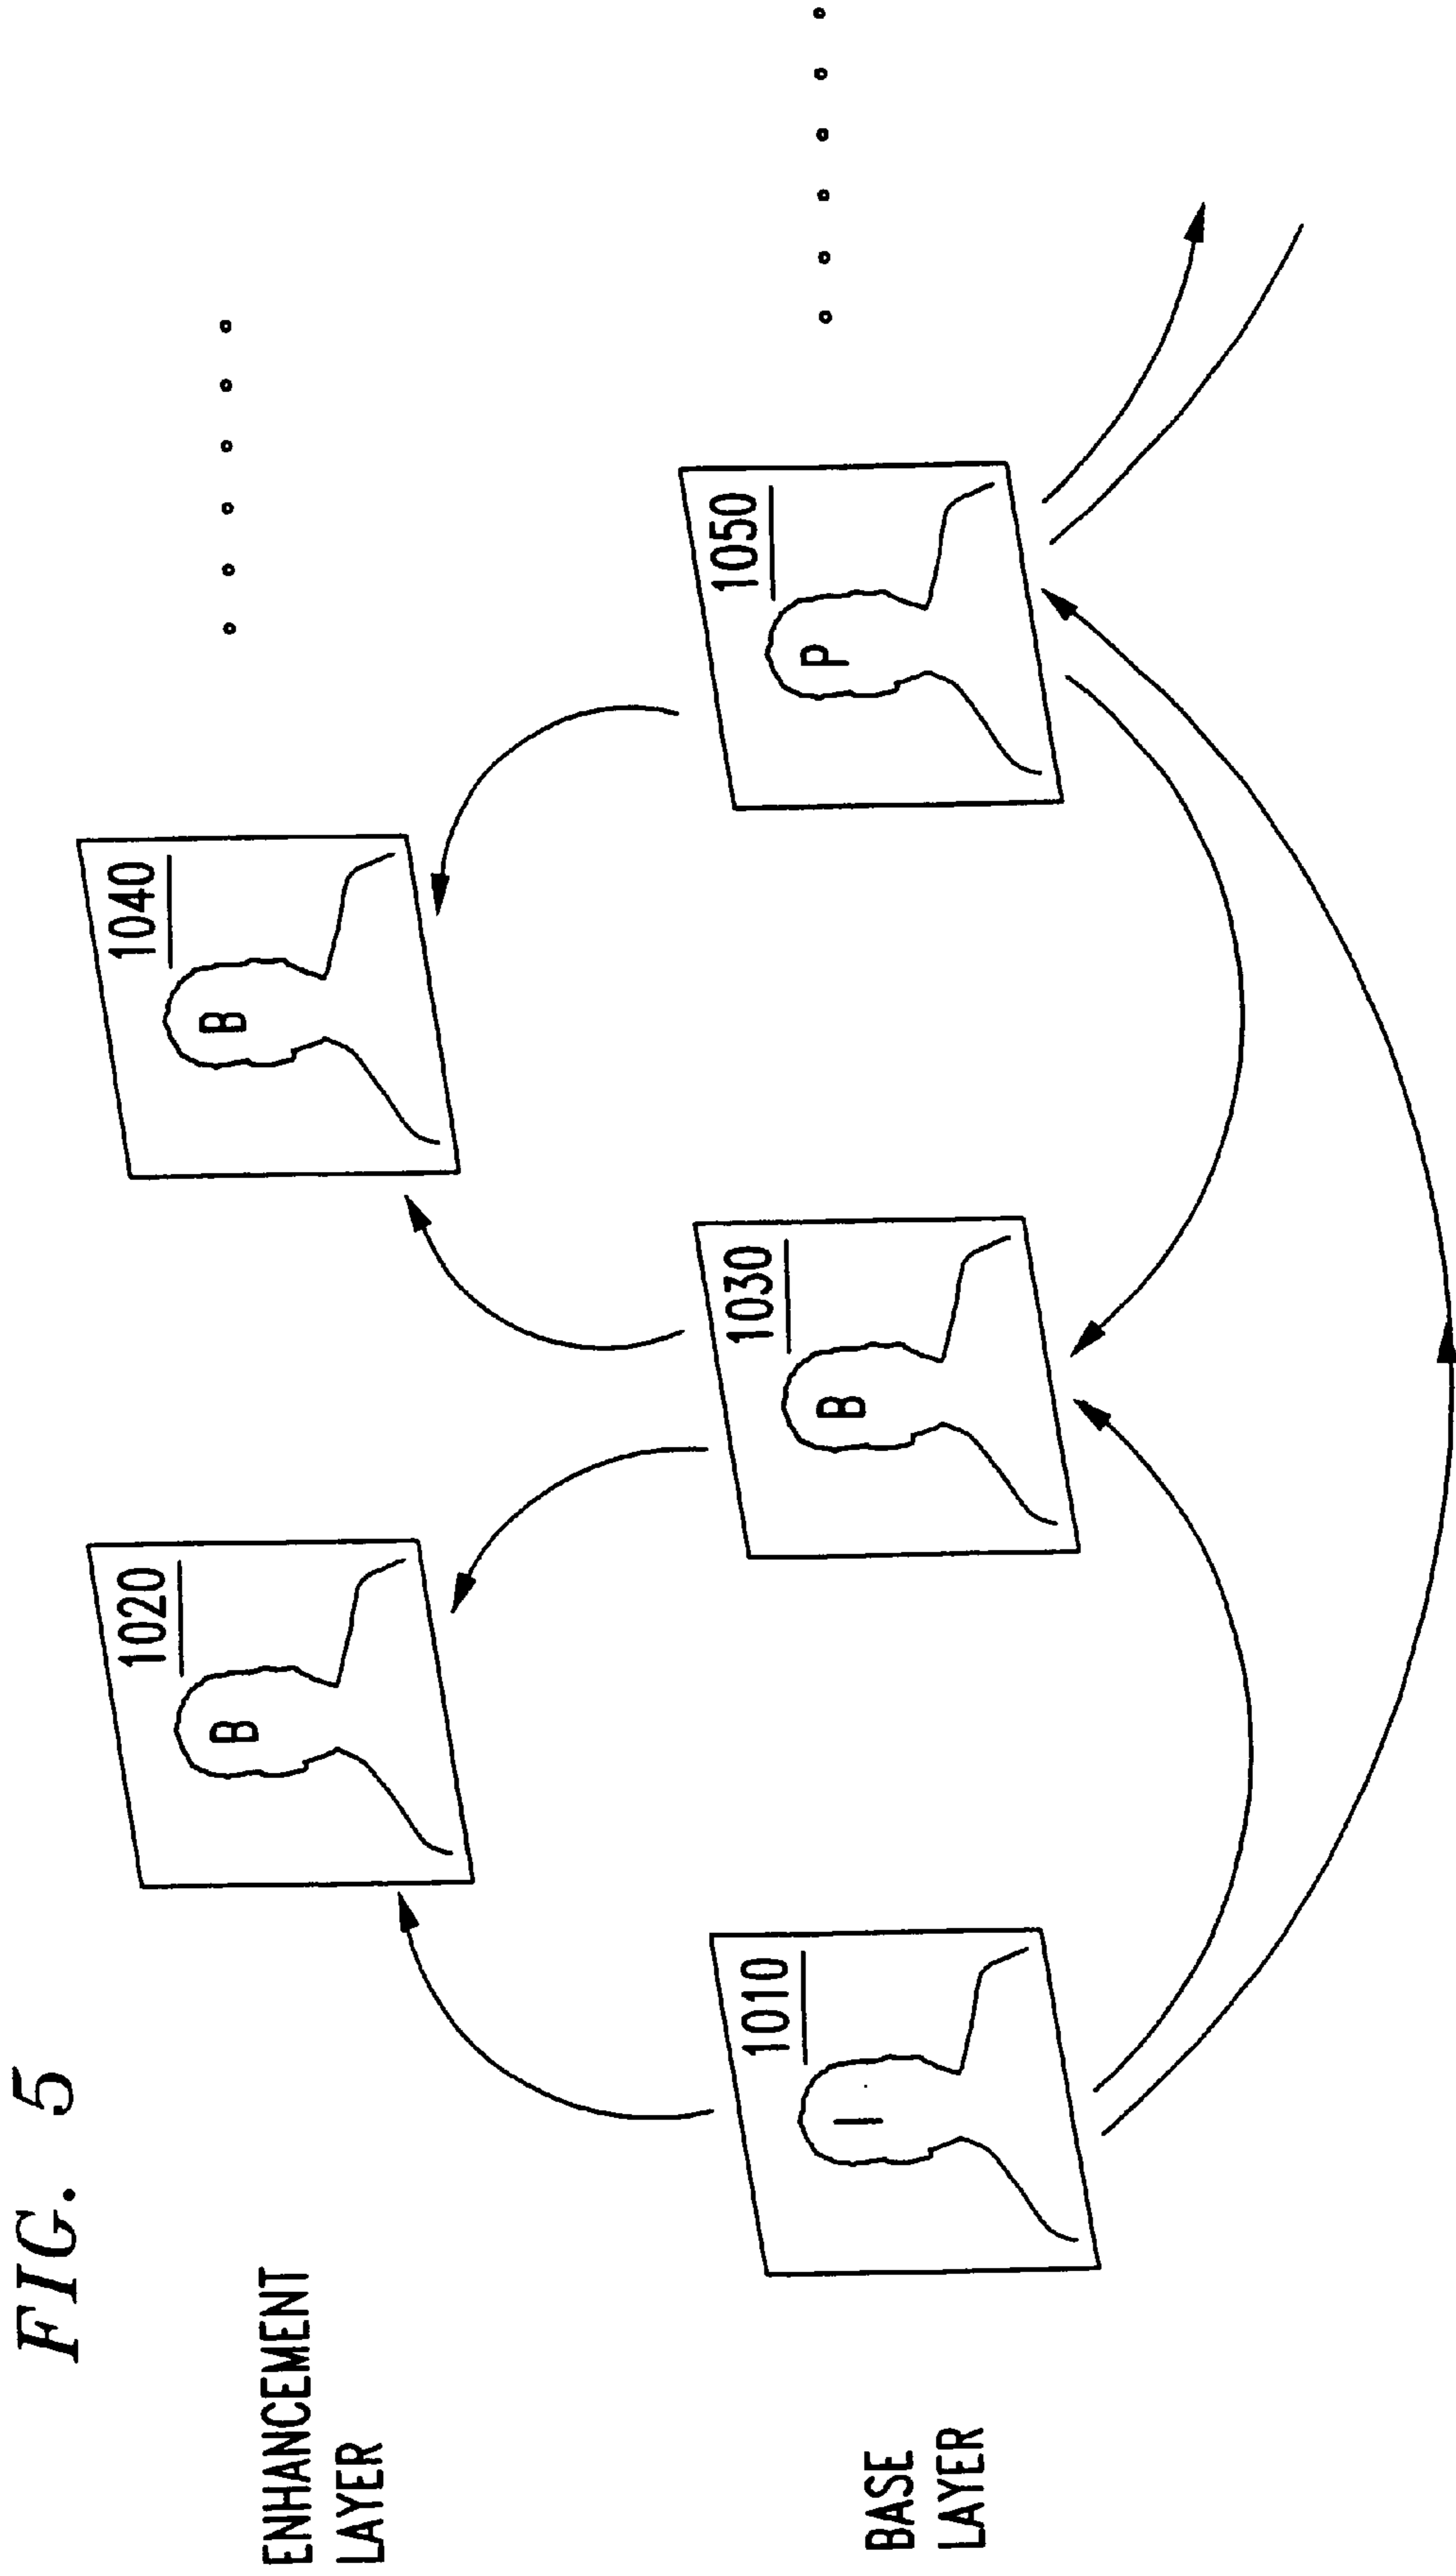 FIG. 5
ENHANCEMENT
LAYER
1020
B
1040
B
BASE
LAYER
1010
I
1030
B
1050
P